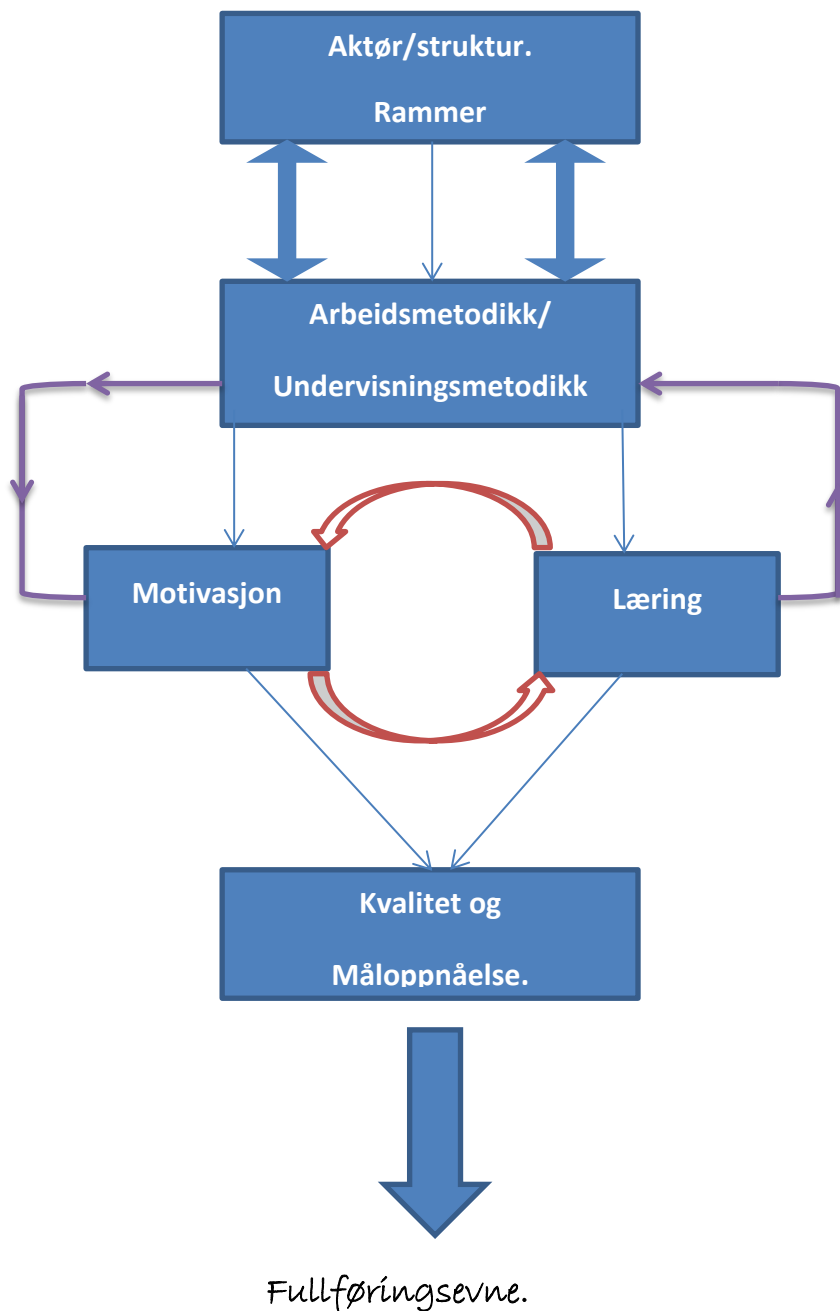 Aktør/struktur.
Rammer
Arbeidsmetodikk/
Undervisningsmetodikk
Motivasjon
Læring
Kvalitet og
Måloppnåelse.
Fullføringsevne.